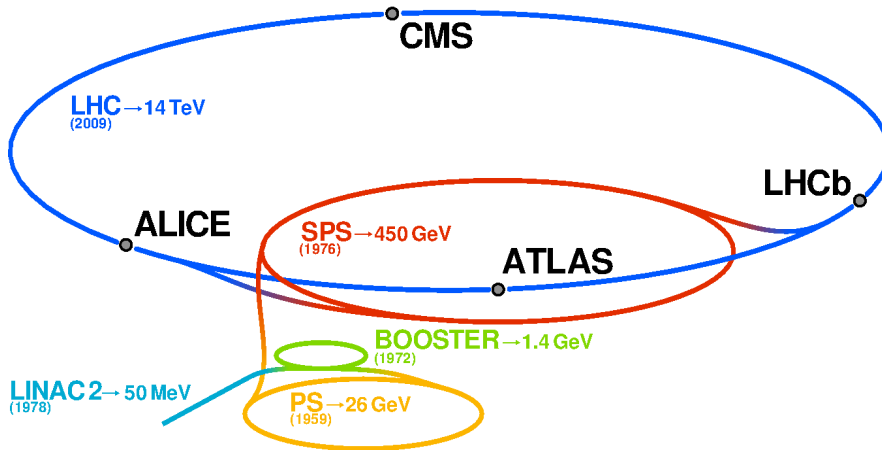 CMS
LHC→14 TeV
(2009)
LHCb
ALICE
SPS→450 GeV
(1976)
ATLAS
BOOSTER→1.4 GeV
(1972)
LINAC 2→50 MeV
(1978)
PS→26 GeV
(1959)